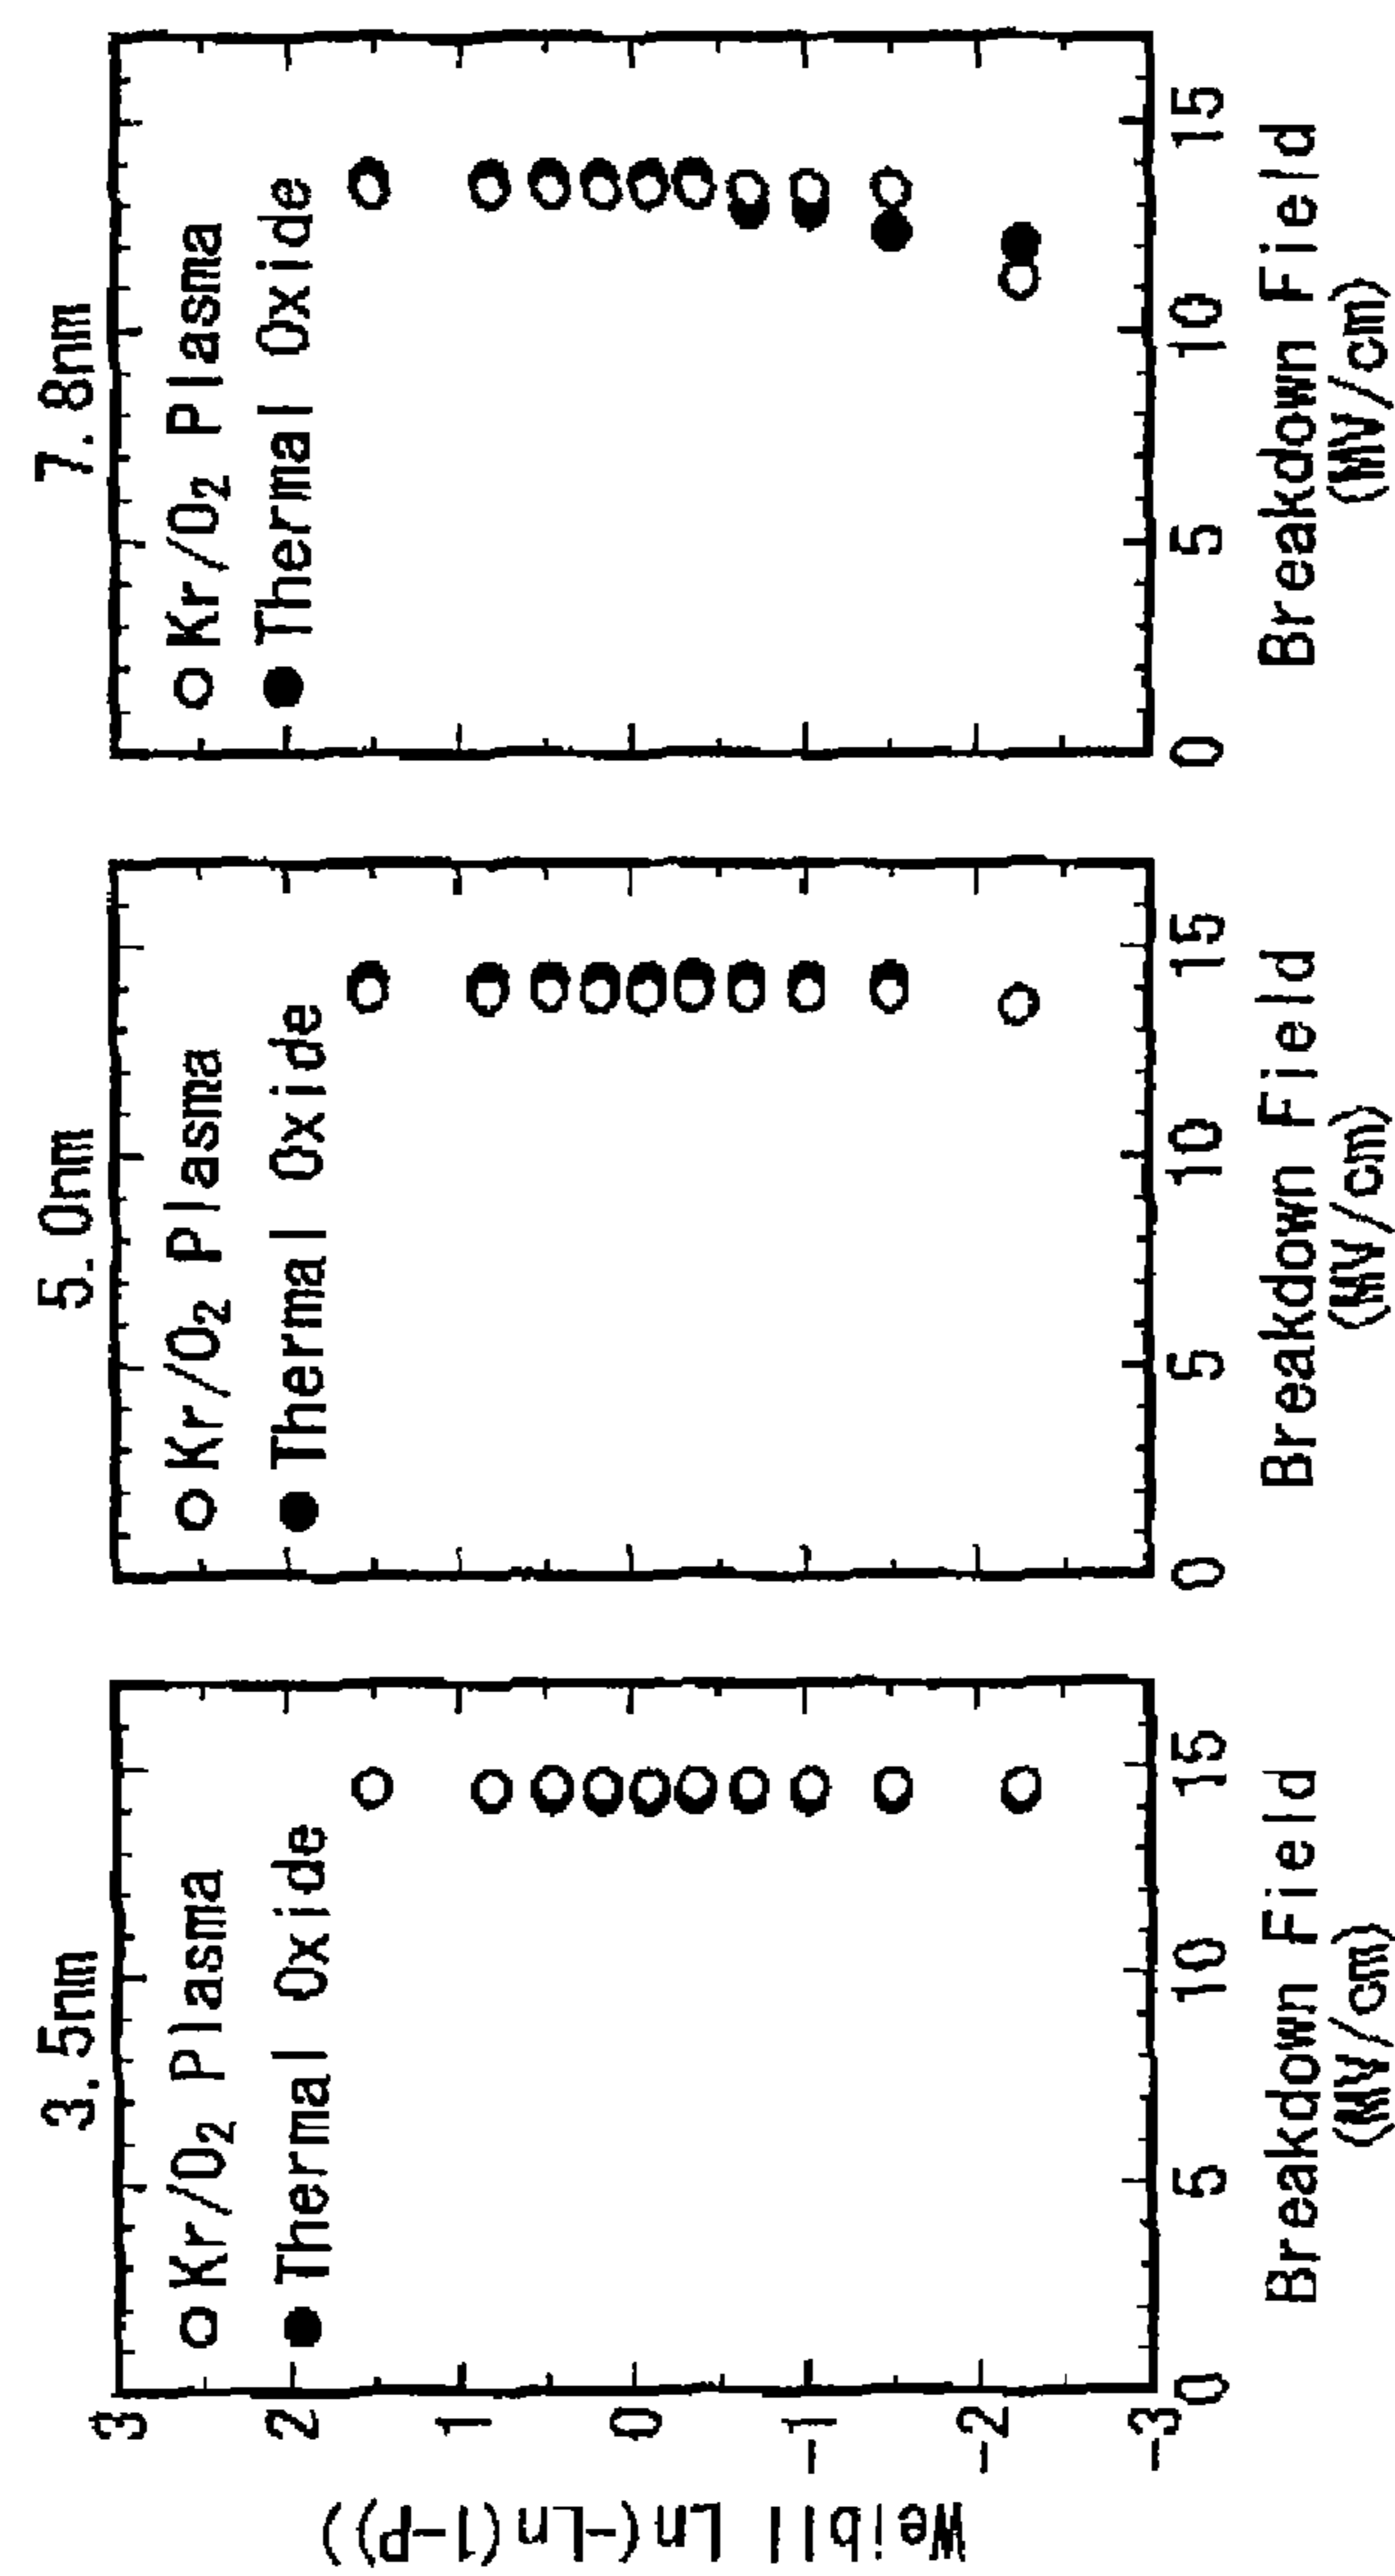 Weibll Ln(-Ln(1-P))
3
2
1
0
-1
-2
-3
3.5nm
○ Kr/O₂ Plasma
● Thermal Oxide
0 5 10 15
Breakdown Field
(MV/cm)
5.0nm
○ Kr/O₂ Plasma
● Thermal Oxide
0 5 10 15
Breakdown Field
(MV/cm)
7.8nm
○ Kr/O₂ Plasma
● Thermal Oxide
0 5 10 15
Breakdown Field
(MV/cm)